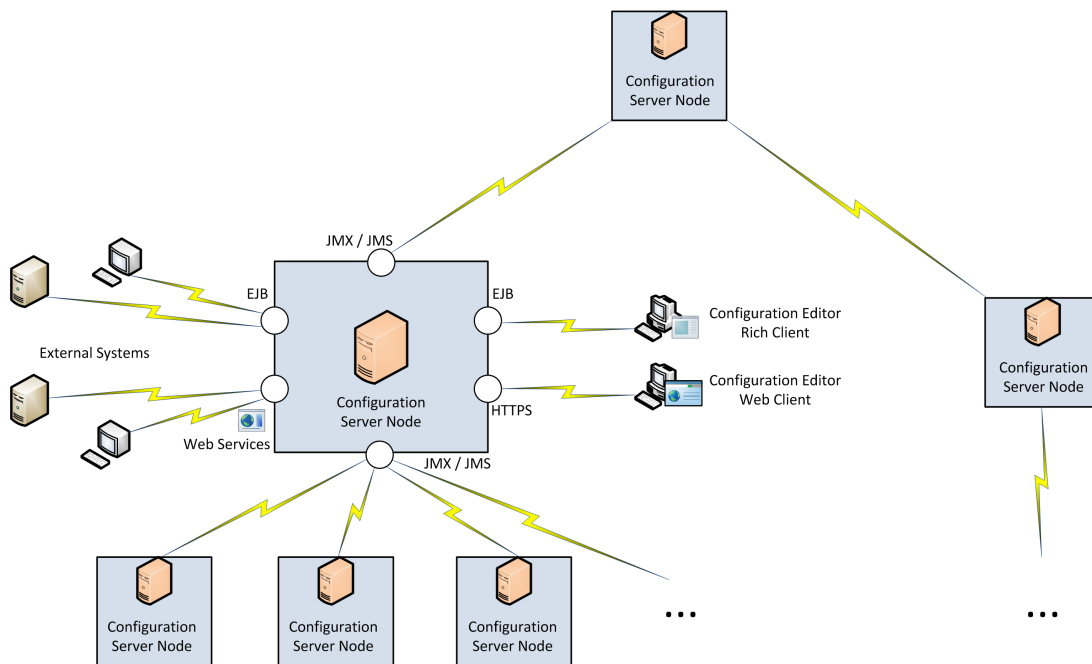 Configuration
Server Node
JMX / JMS
EJB
EJB
External Systems
Configuration Editor
Rich Client
Configuration
Server Node
Configuration Editor
Web Client
Configuration
Server Node
HTTPS
Web Services
JMX / JMS
...
...
Configuration
Server Node
Configuration
Server Node
Configuration
Server Node